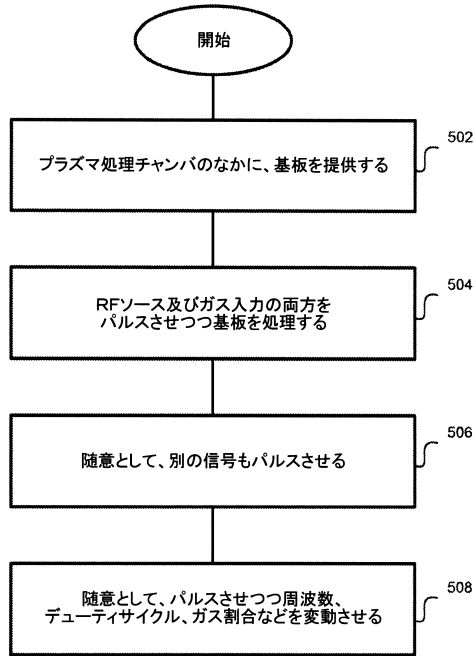 開始
502
プラズマ処理チャンバのなかに、基板を提供する
504
RFソース及びガス入力の両方を
パルスさせつつ基板を処理する
506
随意として、別の信号もパルスさせる
508
随意として、パルスさせつつ周波数、
デューティサイクル、ガス割合などを変動させる